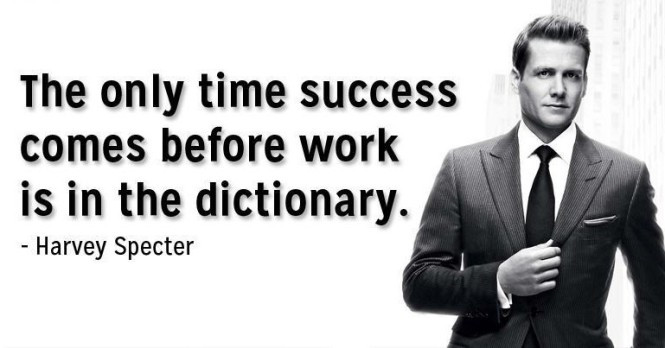 The only time success
comes before work
is in the dictionary.
- Harvey Specter